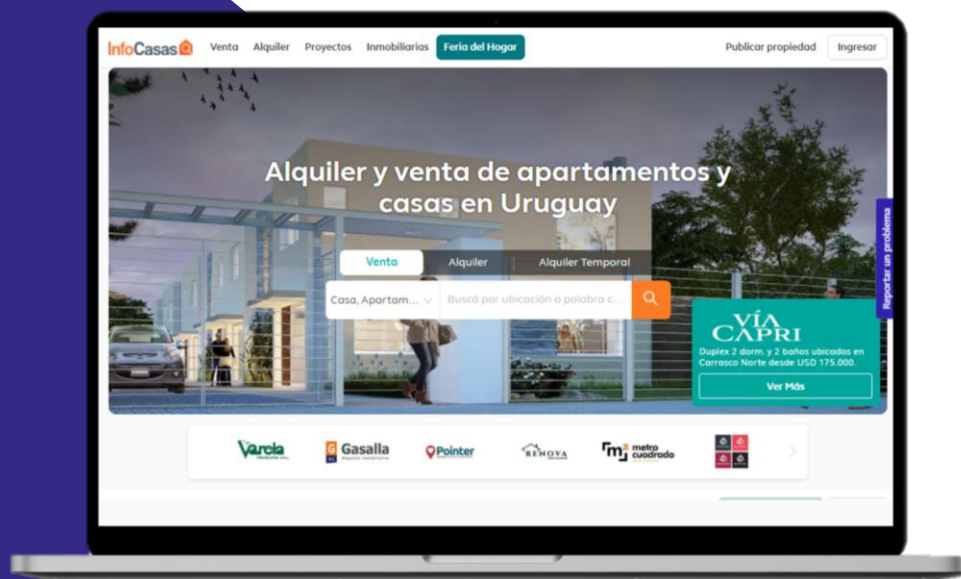 InfoCasas
Venta
Alquiler
Proyectos
Inmobiliarias
Feria del Hogar
Publicar propiedad
Ingresar
Alquiler y venta de apartamentos y
casas en Uruguay
Venta
Alquiler
Alquiler Temporal
Casa, Apartam...
Buscá por ubicación o palabra c...
Reportar un problema
VÍA
CAPRI
Duplex 2 dorm. y 2 baños ubicados en
Carrasco Norte desde USD 175.000.
Ver Más
Varela
G
Gasalla
Pointer
RENOVA
m2
metro
cuadrado